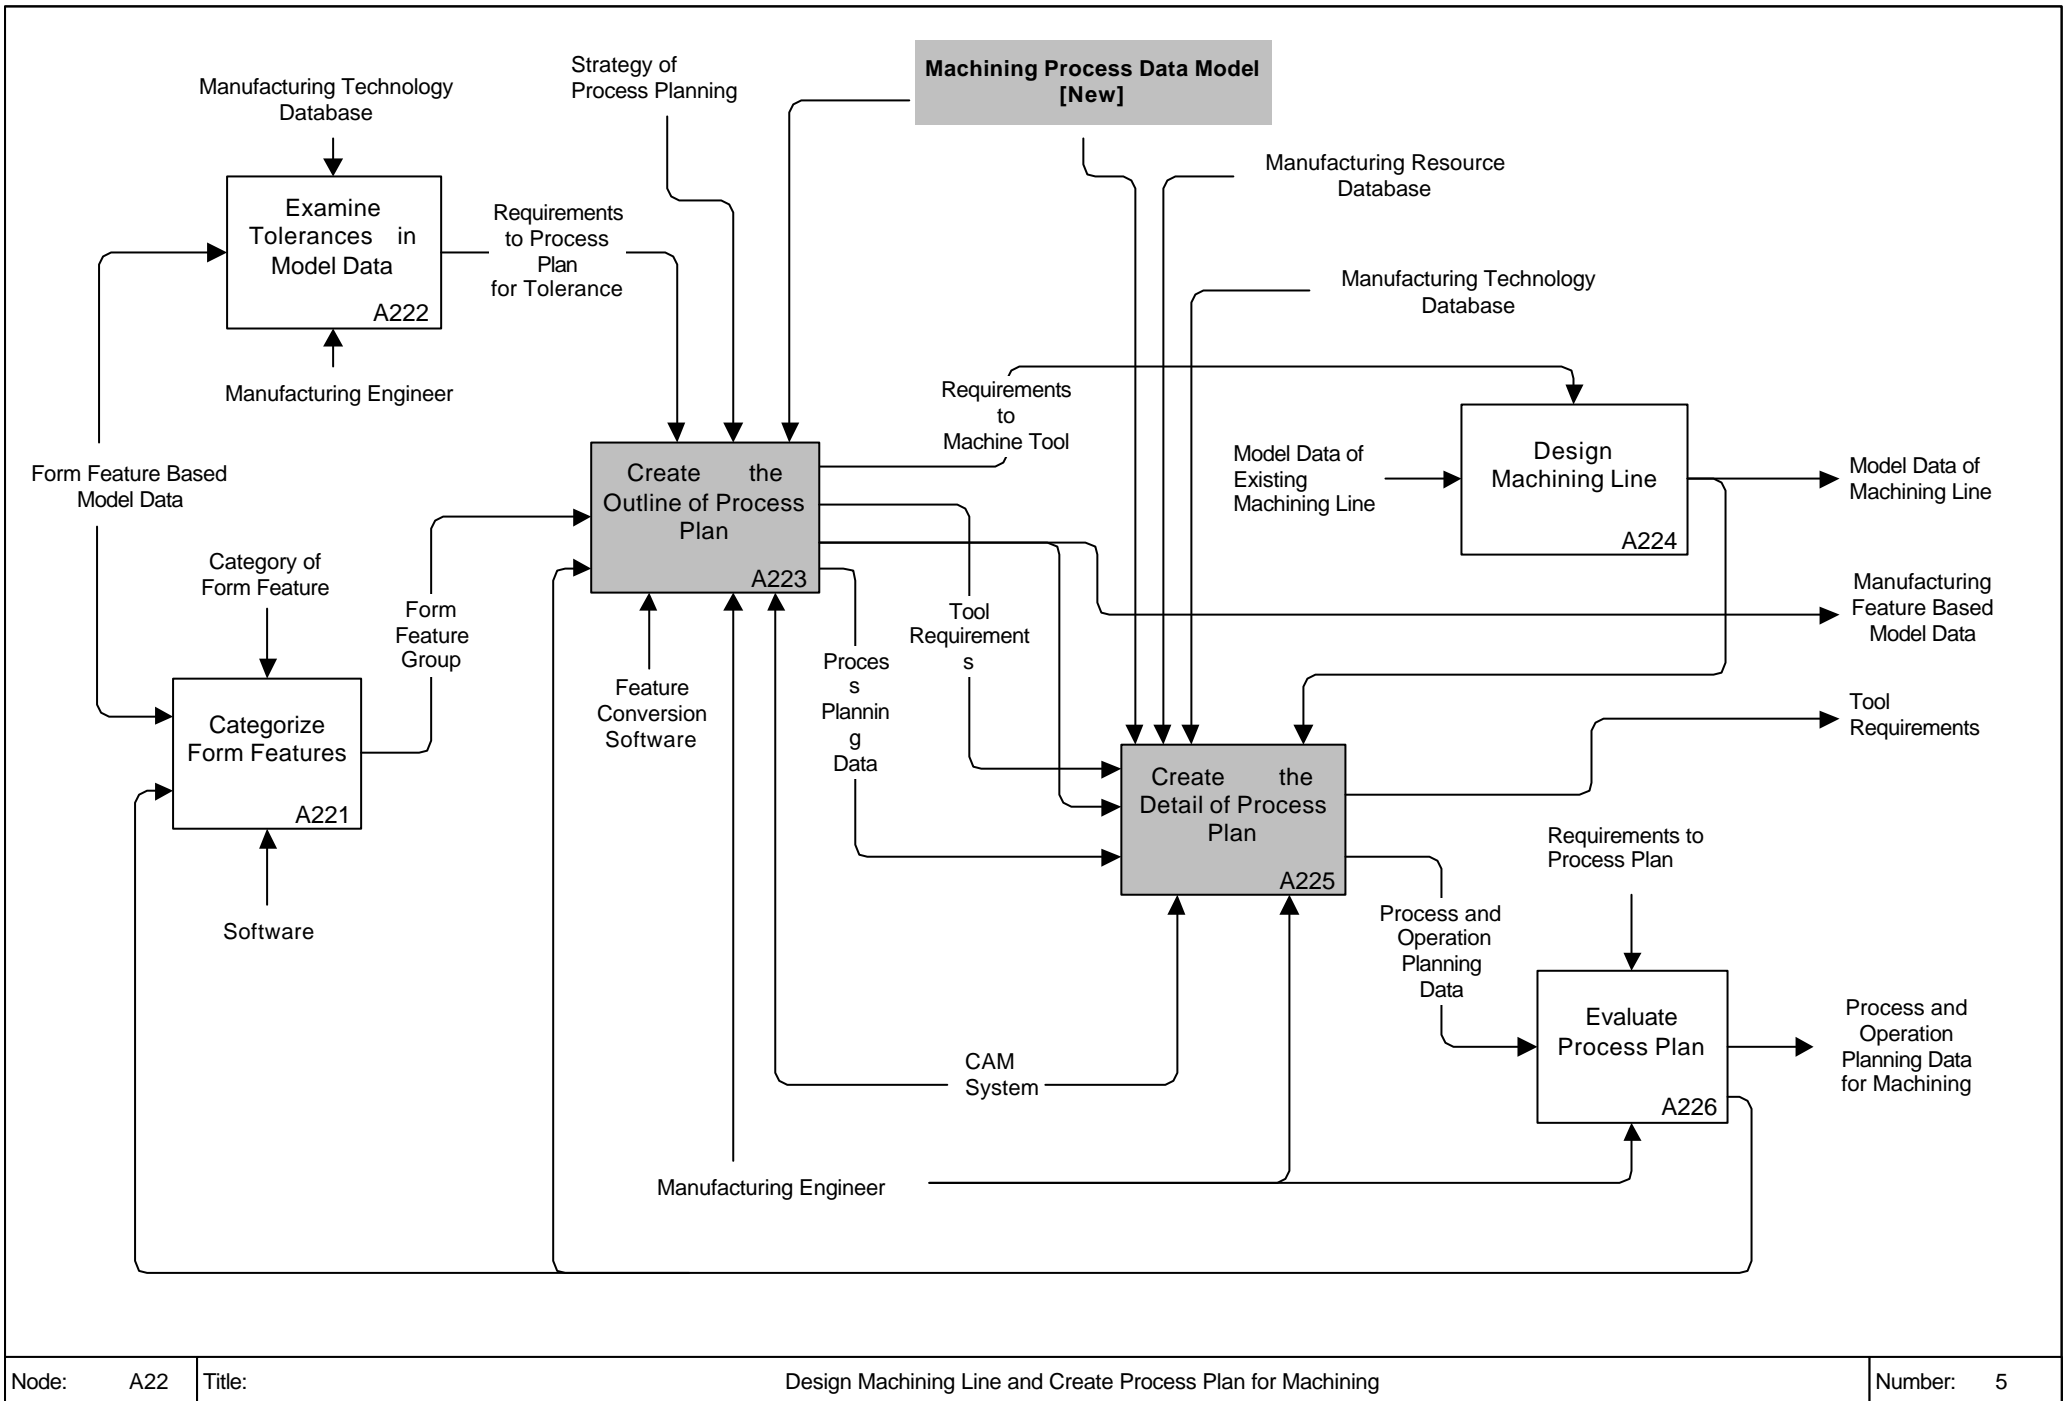 Strategy of
Process Planning
Machining Process Data Model
[New]
Manufacturing Technology
Database
Manufacturing Resource
Database
Examine
Tolerances in
Model Data
A222
Requirements
to Process
Plan
for Tolerance
Manufacturing Technology
Database
Manufacturing Engineer
Requirements
to
Machine Tool
Form Feature Based
Model Data
Create the
Outline of Process
Plan
A223
Model Data of
Existing
Machining Line
Design
Machining Line
A224
Model Data of
Machining Line
Category of
Form Feature
Form
Feature
Group
Manufacturing
Feature Based
Model Data
Tool
Requirement
s
Proces
s
Plannin
g
Data
Feature
Conversion
Software
Categorize
Form Features
A221
Tool
Requirements
Create the
Detail of Process
Plan
A225
Requirements to
Process Plan
Software
Process and
Operation
Planning
Data
Evaluate
Process Plan
A226
Process and
Operation
Planning Data
for Machining
CAM
System
Manufacturing Engineer
Node: A22 Title: Design Machining Line and Create Process Plan for Machining Number: 5